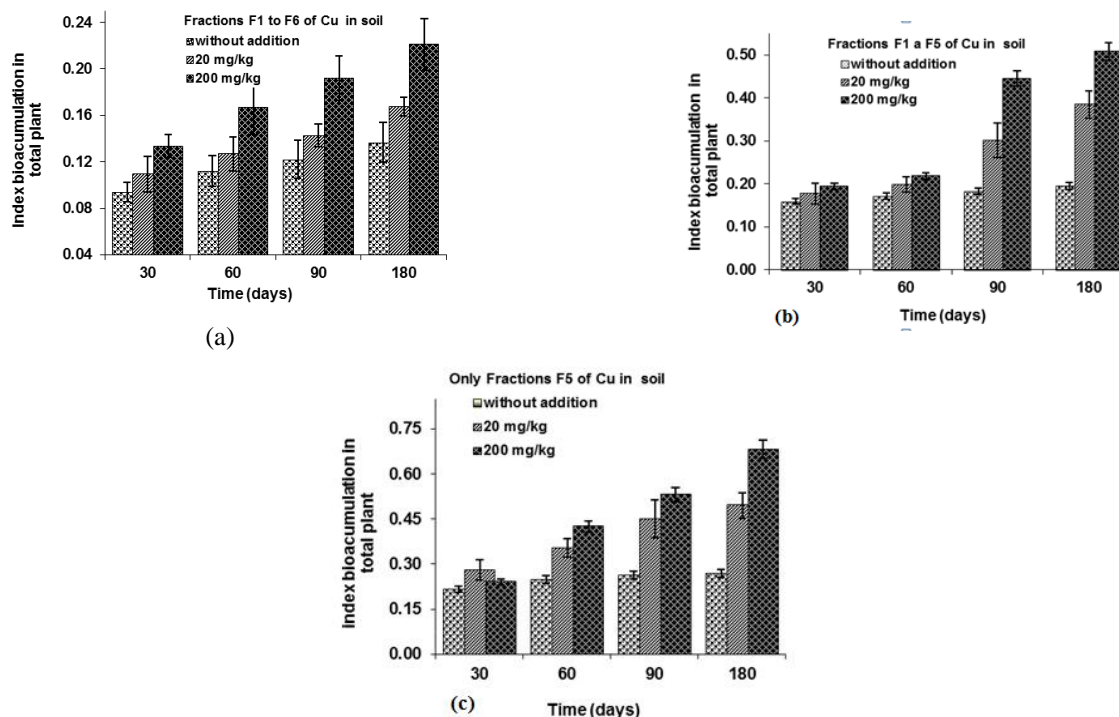 Fractions F1 to F6 of Cu in soil
without addition
20 mg/kg
200 mg/kg
0.24
0.20
0.16
0.12
0.08
0.04
Index bioacumulation in
total plant
30 60 90 180
Time (days)
(a)
Fractions F1 a F5 of Cu in soil
without addition
20 mg/kg
200 mg/kg
0.50
0.40
0.30
0.20
0.10
0.00
Index bioacumulation in
total plant
30 60 90 180
(b) Time (days)
Only Fractions F5 of Cu in soil
without addition
20 mg/kg
200 mg/kg
0.75
0.60
0.45
0.30
0.15
0.00
Index bioacumulation in
total plant
30 60 90 180
(c) Time (days)